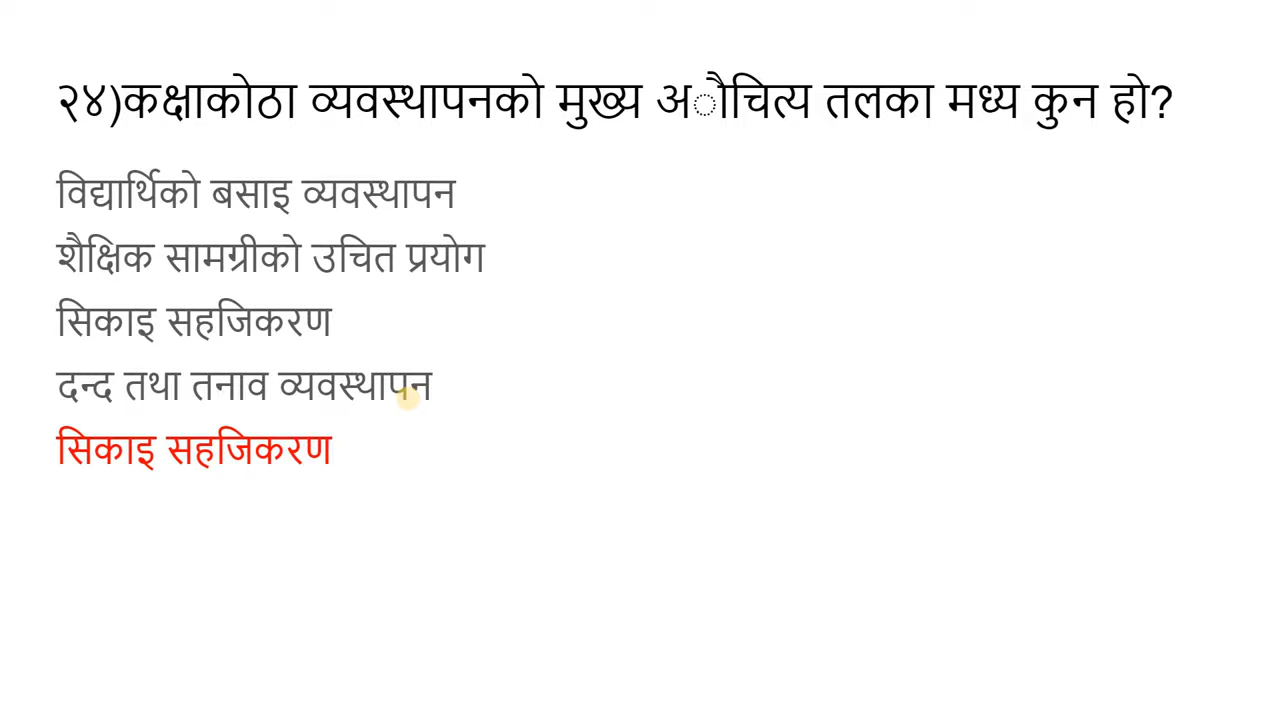 २४)कक्षाकोठा व्यवस्थापनको मुख्य अौचित्य तलका मध्य कुन हो?
विद्यार्थिको बसाइ व्यवस्थापन
शैक्षिक सामग्रीको उचित प्रयोग
सिकाइ सहजिकरण
दन्द तथा तनाव व्यवस्थापन
सिकाइ सहजिकरण